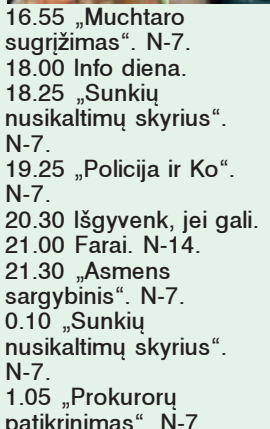 16.55 „Muchtaro
sugrįžimas“. N-7.
18.00 Info diena.
18.25 „Sunkių
nusikaltimų skyrius“.
N-7.
19.25 „Policija ir Ko“.
N-7.
20.30 Išgyvenk, jei gali.
21.00 Farai. N-14.
21.30 „Asmens
sargybinis“. N-7.
0.10 „Sunkių
nusikaltimų skyrius“.
N-7.
1.05 „Prokurorų
patikrinimas“. N-7